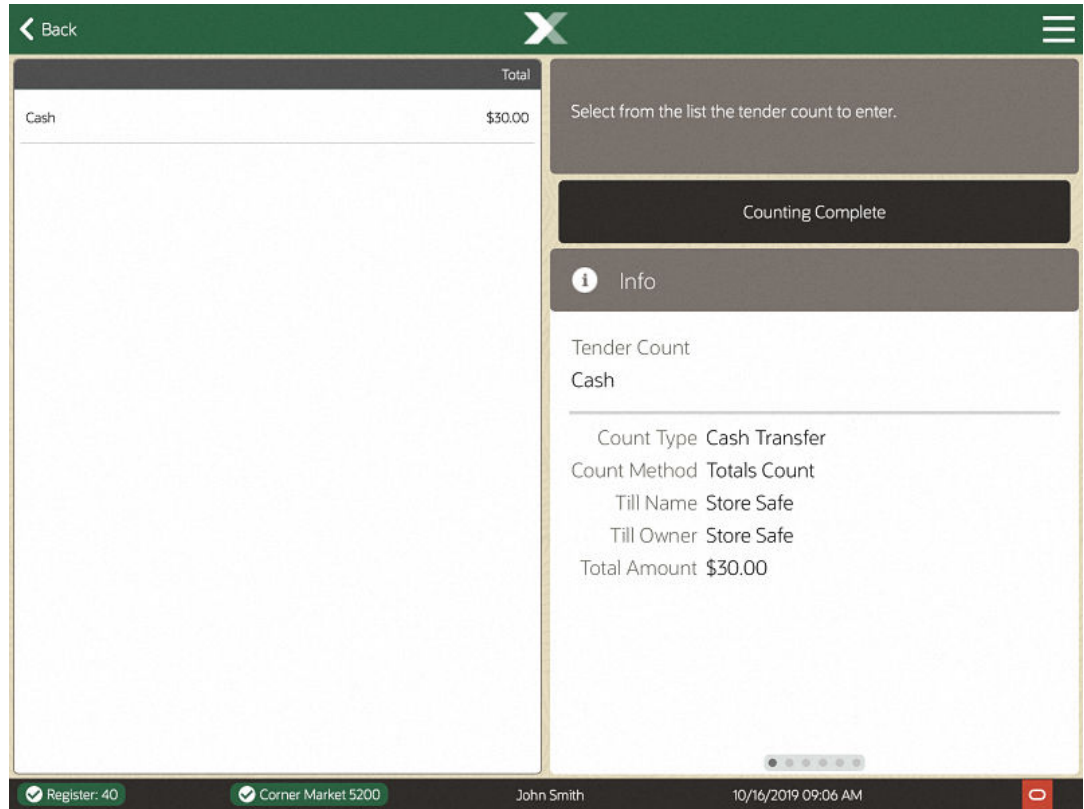 Back
Total
Cash $30.00
Select from the list the tender count to enter.
Counting Complete
Info
Tender Count
Cash
Count Type Cash Transfer
Count Method Totals Count
Till Name Store Safe
Till Owner Store Safe
Total Amount $30.00
Register: 40 Corner Market 5200 John Smith 10/16/2019 09:06 AM